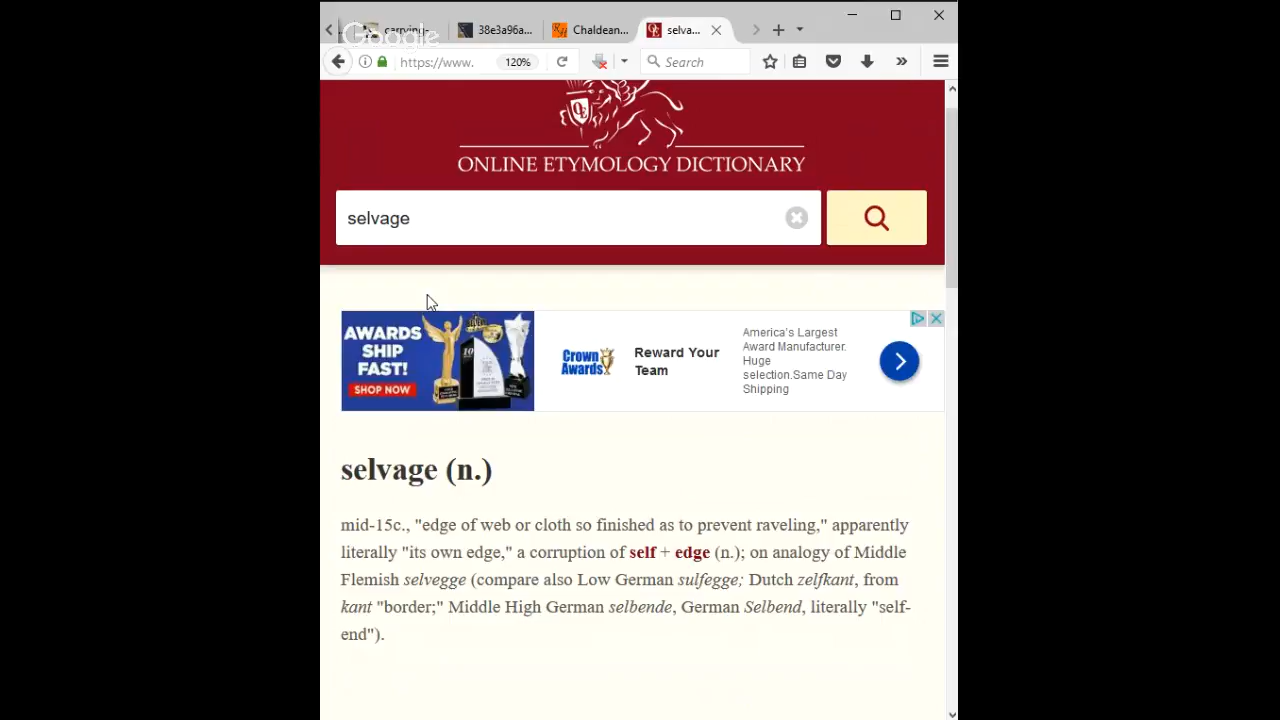 Google
carrying-
38e3a96a...
Chaldean...
selva...
https://www.
120%
Search
ONLINE ETYMOLOGY DICTIONARY
selvage
AWARDS
SHIP
FAST!
SHOP NOW
Crown
Awards
Reward Your
Team
America's Largest
Award Manufacturer.
Huge
selection.Same Day
Shipping
selvage (n.)
mid-15c., "edge of web or cloth so finished as to prevent raveling," apparently
literally "its own edge," a corruption of self + edge (n.); on analogy of Middle
Flemish selvegge (compare also Low German sulfegge; Dutch zelfkant, from
kant "border;" Middle High German selbende, German Selbend, literally "self-
end").